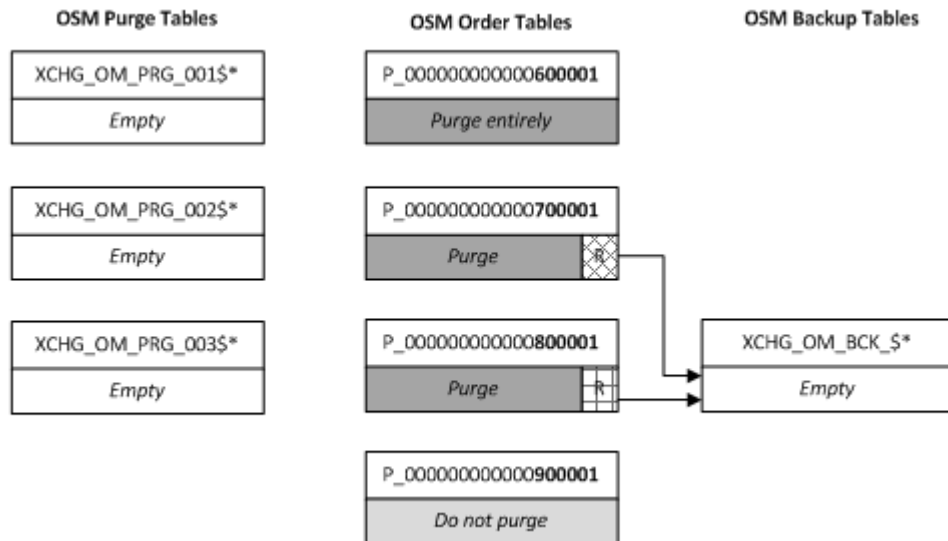 OSM Purge Tables
OSM Order Tables
OSM Backup Tables
XCHG_OM_PRG_001$*
Empty
P_000000000000600001
Purge entirely
XCHG_OM_PRG_002$*
Empty
P_000000000000700001
Purge
R
XCHG_OM_PRG_003$*
Empty
P_000000000000800001
Purge
R
XCHG_OM_BCK_$*
Empty
P_000000000000900001
Do not purge